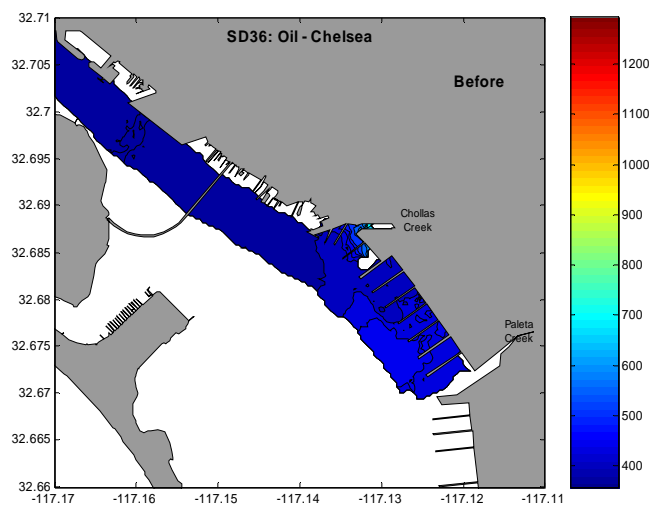 32.71
SD36: Oil - Chelsea
32.705
Before
32.7
32.695
32.69
Chollas
Creek
32.685
32.68
32.675
Paleta
Creek
32.67
32.665
32.66
-117.17 -117.16 -117.15 -117.14 -117.13 -117.12 -117.11
1200
1100
1000
900
800
700
600
500
400